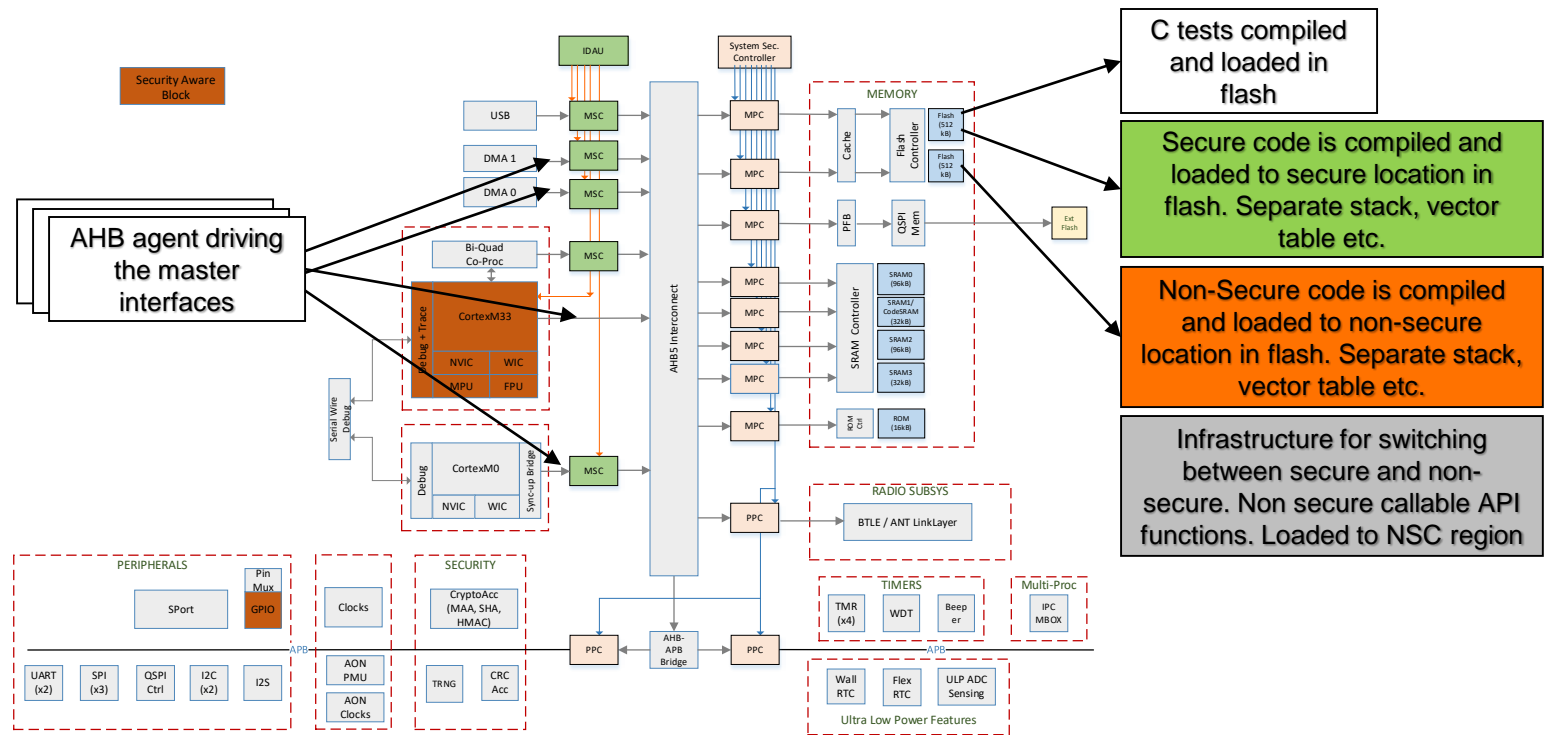 IDAU
System Sec.
Controller
Security Aware
Block
C tests compiled
and loaded in
flash
MEMORY
USB
MSC
MPC
Cache
Flash
Controller
Flash
(512
kB)
Secure code is compiled and
loaded to secure location in
flash. Separate stack, vector
table etc.
DMA 1
MSC
DMA 0
MSC
MPC
Flash
(512
kB)
AHB agent driving
the master
interfaces
MPC
PFB
QSPI
Mem
Ext
Flash
Bi-Quad
Co-Proc
MSC
AHB5 Interconnect
Non-Secure code is compiled
and loaded to non-secure
location in flash. Separate stack,
vector table etc.
Debug + Trace
CortexM33
NVIC
WIC
MPU
FPU
MPC
MPC
MPC
MPC
SRAM Controller
SRAM0
(96kB)
SRAM1/
CodeSRAM
(32kB)
SRAM2
(96kB)
SRAM3
(32kB)
MPC
ROM
Ctrl
ROM
(16kB)
Serial Wire
Debug
Debug
CortexM0
NVIC
WIC
Sync-up Bridge
MSC
Infrastructure for switching
between secure and non-
secure. Non secure callable API
functions. Loaded to NSC region
RADIO SUBSYS
PPC
BTLE / ANT LinkLayer
PERIPHERALS
SPort
Pin
Mux
GPIO
Clocks
SECURITY
CryptoAcc
(MAA, SHA,
HMAC)
TIMERS
TMR
(x4)
WDT
Beep
er
Multi-Proc
IPC
MBOX
APB
PPC
AHB-
APB
Bridge
PPC
APB
UART
(x2)
SPI
(x3)
QSPI
Ctrl
I2C
(x2)
I2S
AON
PMU
AON
Clocks
TRNG
CRC
Acc
Wall
RTC
Flex
RTC
ULP ADC
Sensing
Ultra Low Power Features